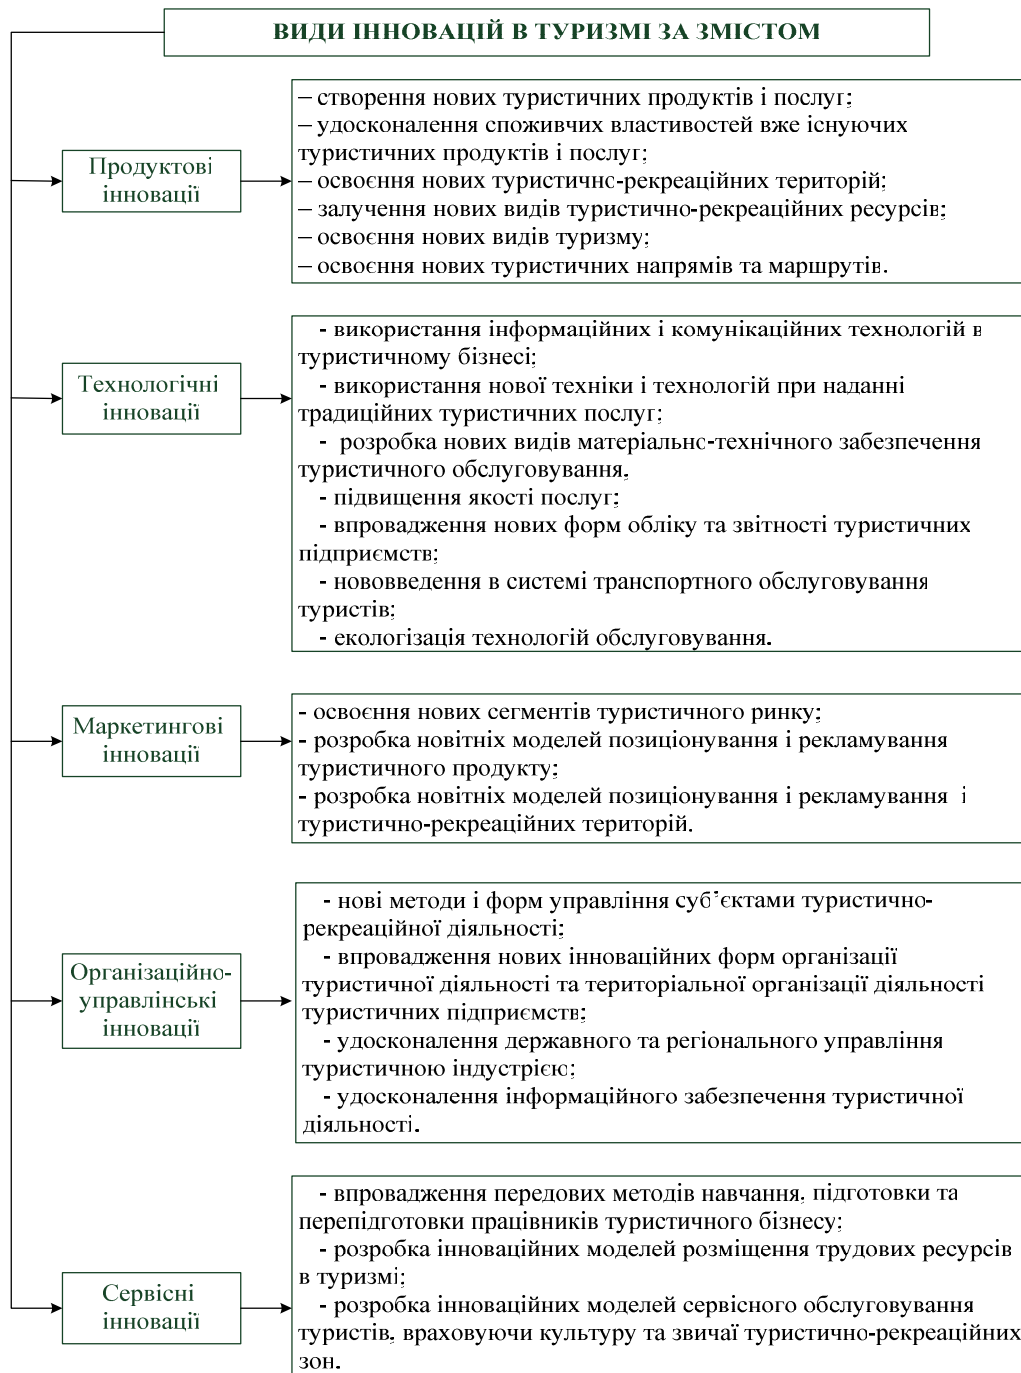 ВИДИ ІННОВАЦІЙ В ТУРИЗМІ ЗА ЗМІСТОМ
Продуктові
інновації
– створення нових туристичних продуктів і послуг;
– удосконалення споживчих властивостей вже існуючих
туристичних продуктів і послуг;
– освоєння нових туристично-рекреаційних територій;
– залучення нових видів туристично-рекреаційних ресурсів;
– освоєння нових видів туризму;
– освоєння нових туристичних напрямів та маршрутів.
Технологічні
інновації
- використання інформаційних і комунікаційних технологій в
туристичному бізнесі;
- використання нової техніки і технологій при наданні
традиційних туристичних послуг;
- розробка нових видів матеріально-технічного забезпечення
туристичного обслуговування,
- підвищення якості послуг;
- впровадження нових форм обліку та звітності туристичних
підприємств;
- нововведення в системі транспортного обслуговування
туристів;
- екологізація технологій обслуговування.
Маркетингові
інновації
- освоєння нових сегментів туристичного ринку;
- розробка новітніх моделей позиціонування і рекламування
туристичного продукту;
- розробка новітніх моделей позиціонування і рекламування і
туристично-рекреаційних територій.
Організаційно-
управлінські
інновації
- нові методи і форм управління суб’єктами туристично-
рекреаційної діяльності;
- впровадження нових інноваційних форм організації
туристичної діяльності та територіальної організації діяльності
туристичних підприємств;
- удосконалення державного та регіонального управління
туристичною індустрією;
- удосконалення інформаційного забезпечення туристичної
діяльності.
Сервісні
інновації
- впровадження передових методів навчання, підготовки та
перепідготовки працівників туристичного бізнесу;
- розробка інноваційних моделей розміщення трудових ресурсів
в туризмі;
- розробка інноваційних моделей сервісного обслуговування
туристів, враховуючи культуру та звичаї туристично-рекреаційних
зон.